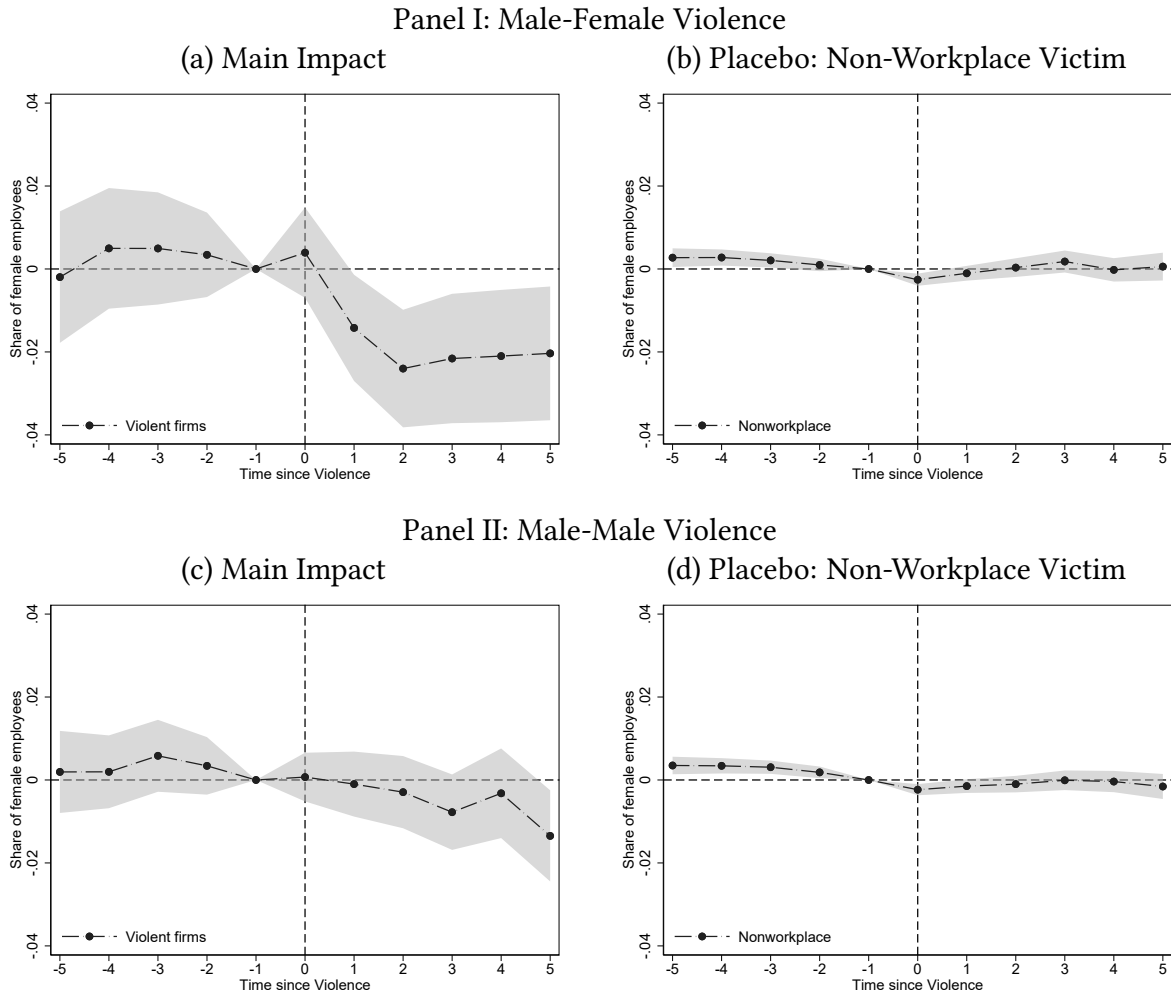 Panel I: Male-Female Violence
(a) Main Impact
Share of female employees
.04
.02
0
-.02
-.04
Violent firms
-5 -4 -3 -2 -1 0 1 2 3 4 5
Time since Violence
(b) Placebo: Non-Workplace Victim
Share of female employees
.04
.02
0
-.02
-.04
Nonworkplace
-5 -4 -3 -2 -1 0 1 2 3 4 5
Time since Violence
Panel II: Male-Male Violence
(c) Main Impact
Share of female employees
.04
.02
0
-.02
-.04
Violent firms
-5 -4 -3 -2 -1 0 1 2 3 4 5
Time since Violence
(d) Placebo: Non-Workplace Victim
Share of female employees
.04
.02
0
-.02
-.04
Nonworkplace
-5 -4 -3 -2 -1 0 1 2 3 4 5
Time since Violence